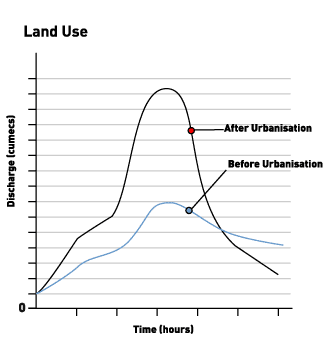 Land Use
Discharge (cumecs)
After Urbanisation
Before Urbanisation
0
Time (hours)